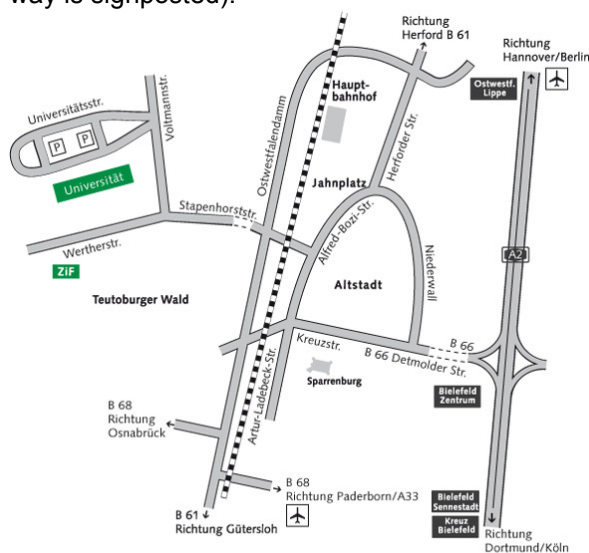 way is signposted).
Richtung
Herford B 61
Richtung
Hannover/Berlin
Ostwestf.
Lippe
Haupt-
bahnhof
Universitätsstr.
Voltmannstr.
P
P
Universität
Ostwestfalendamm
Herforder Str.
Jahnplatz
Stapenhorststr.
Alfred-Bozi-Str.
Wertherstr.
ZiF
Niederwall
A2
Teutoburger Wald
Altstadt
Kreuzstr.
B 66
B 66 Detmolder Str.
Sparrenburg
Artur-Ladebeck-Str.
Bielefeld
Zentrum
B 68
Richtung
Osnabrück
B 68
Richtung Paderborn/A33
B 61
Richtung Gütersloh
Bielefeld
Sennestadt
Kreuz
Bielefeld
Richtung
Dortmund/Köln